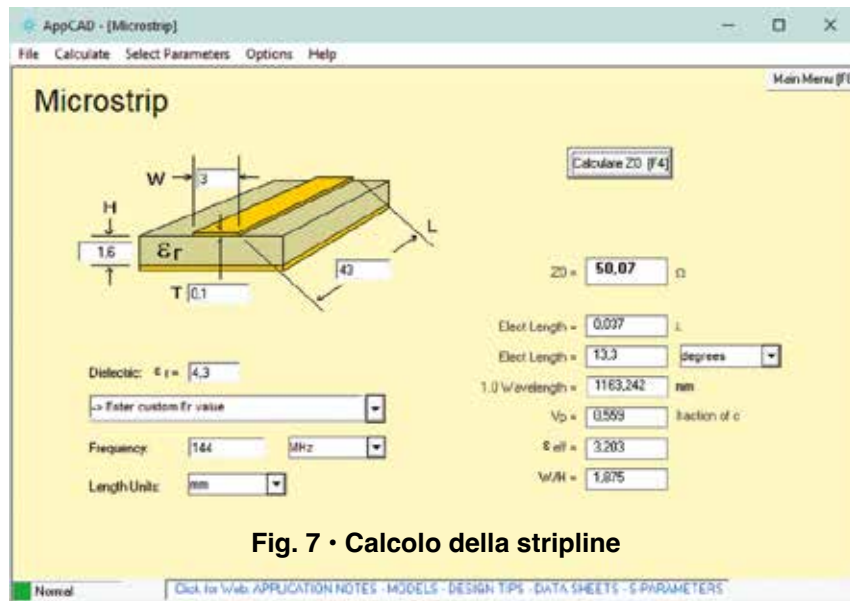 AppCAD - [Microstrip]
File Calculate Select Parameters Options Help
Main Menu [F8
Microstrip
Calculate Z0 [F4]
W 3
H
1.6 εr
L
43
T 0.1
Z0 = 50,07 Ω
Elect Length = 0,037 λ
Elect Length = 13,3 degrees
1.0 Wavelength = 1163,242 mm
Vp = 0,559 fraction of c
ε eff = 3,203
W/H = 1,875
Dielectric: εr = 4,3
-> Enter custom Er value
Frequency: 144 MHz
Length Units: mm
Fig. 7 • Calcolo della stripline
Normal
Click for Web: APPLICATION NOTES - MODELS - DESIGN TIPS - DATA SHEETS - S-PARAMETERS